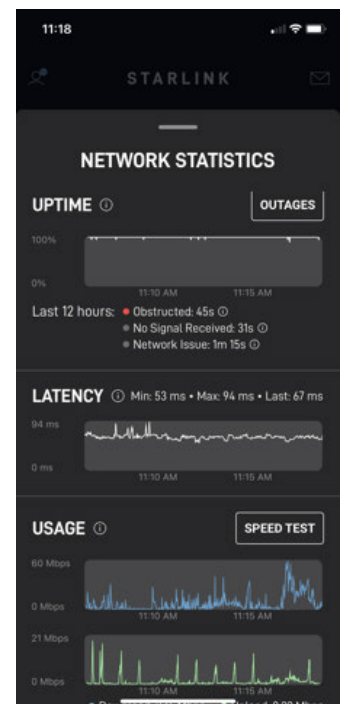 11:18
STARLINK
NETWORK STATISTICS
UPTIME
OUTAGES
100%
0%
11:10 AM 11:15 AM
Last 12 hours: • Obstructed: 45s
• No Signal Received: 31s
• Network Issue: 1m 15s
LATENCY Min: 53 ms • Max: 94 ms • Last: 67 ms
94 ms
0 ms
11:10 AM 11:15 AM
USAGE
SPEED TEST
60 Mbps
0 Mbps
11:10 AM 11:15 AM
21 Mbps
0 Mbps
11:10 AM 11:15 AM